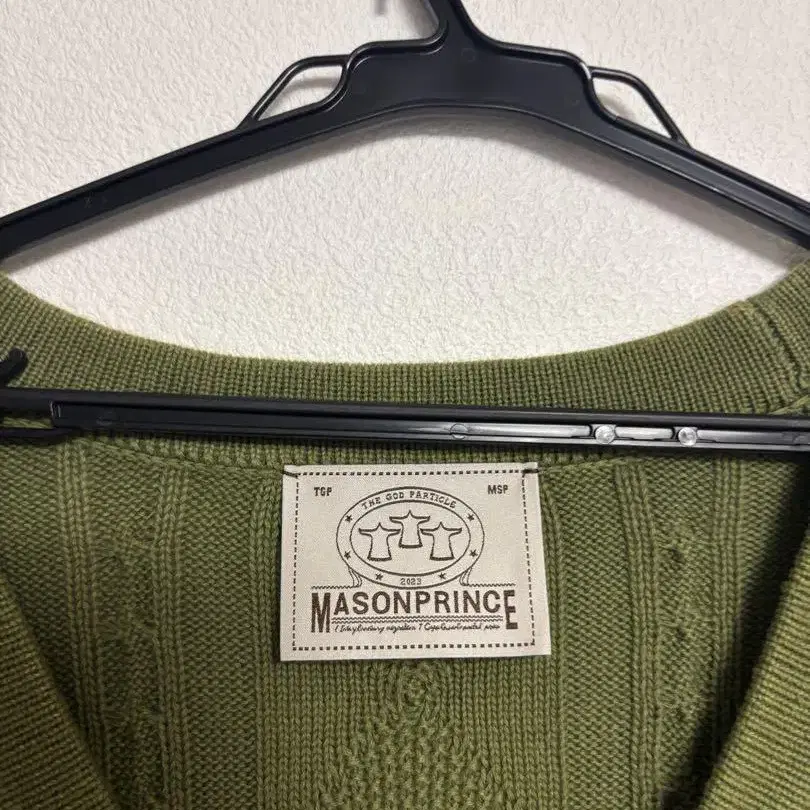 TGP MSP
THE GOD PARTICLE
2023
MASONPRINCE